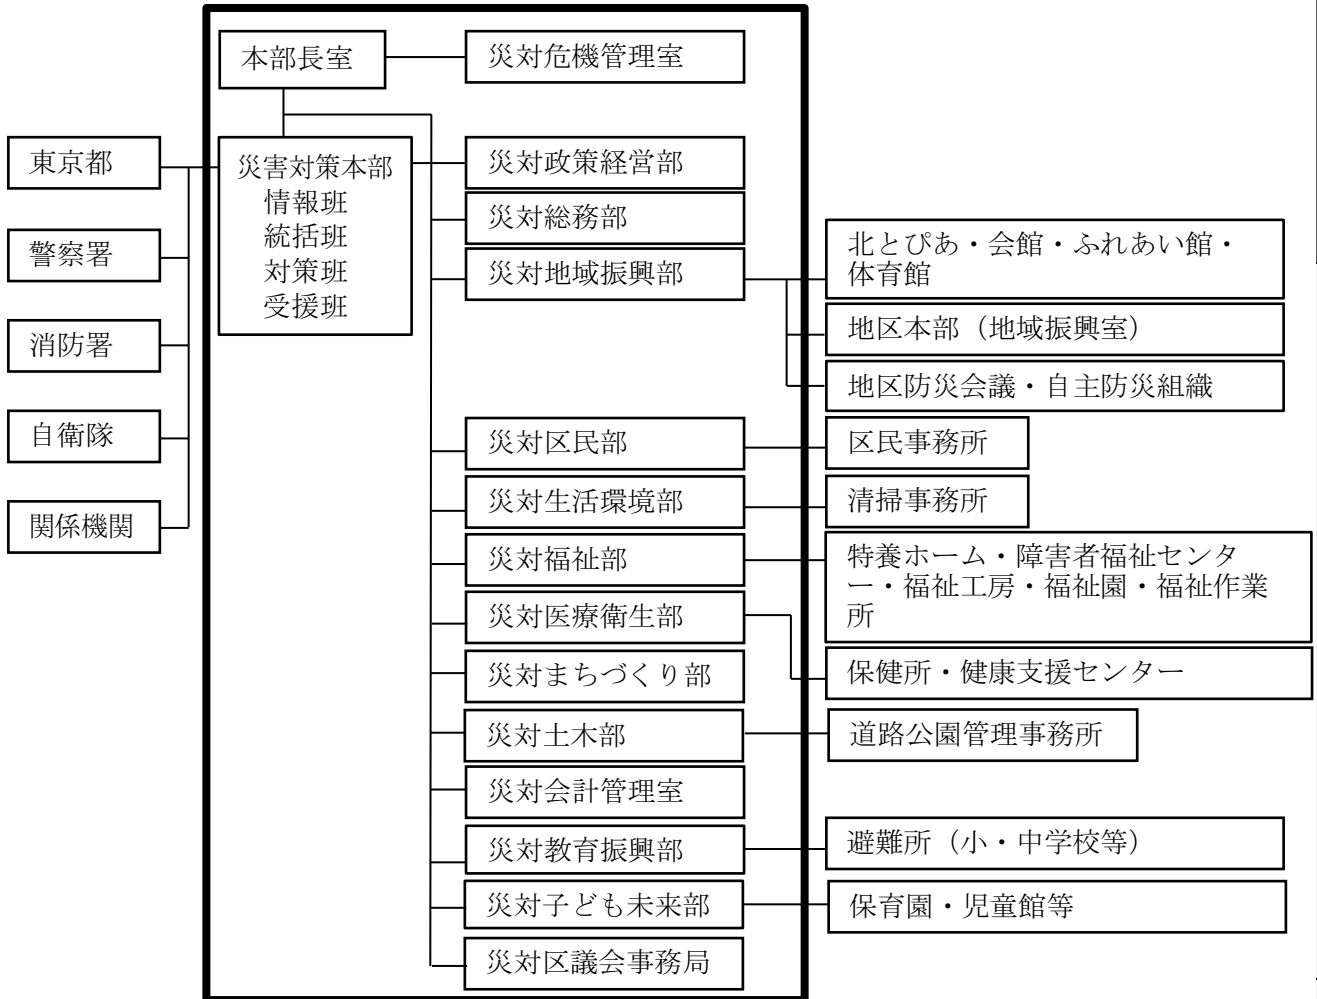 本部長室
災対危機管理室
東京都
警察署
消防署
自衛隊
関係機関
災害対策本部
情報班
統括班
対策班
受援班
災対政策経営部
災対総務部
災対地域振興部
北とぴあ・会館・ふれあい館・
体育館
地区本部（地域振興室）
地区防災会議・自主防災組織
災対区民部
区民事務所
災対生活環境部
清掃事務所
災対福祉部
特養ホーム・障害者福祉センタ
ー・福祉工房・福祉園・福祉作業
所
災対医療衛生部
保健所・健康支援センター
災対まちづくり部
災対土木部
道路公園管理事務所
災対会計管理室
災対教育振興部
避難所（小・中学校等）
災対子ども未来部
保育園・児童館等
災対区議会事務局